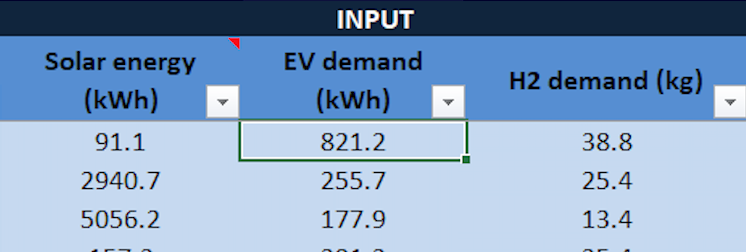 INPUT
Solar energy (kWh) EV demand (kWh) H2 demand (kg)
91.1 821.2 38.8
2940.7 255.7 25.4
5056.2 177.9 13.4